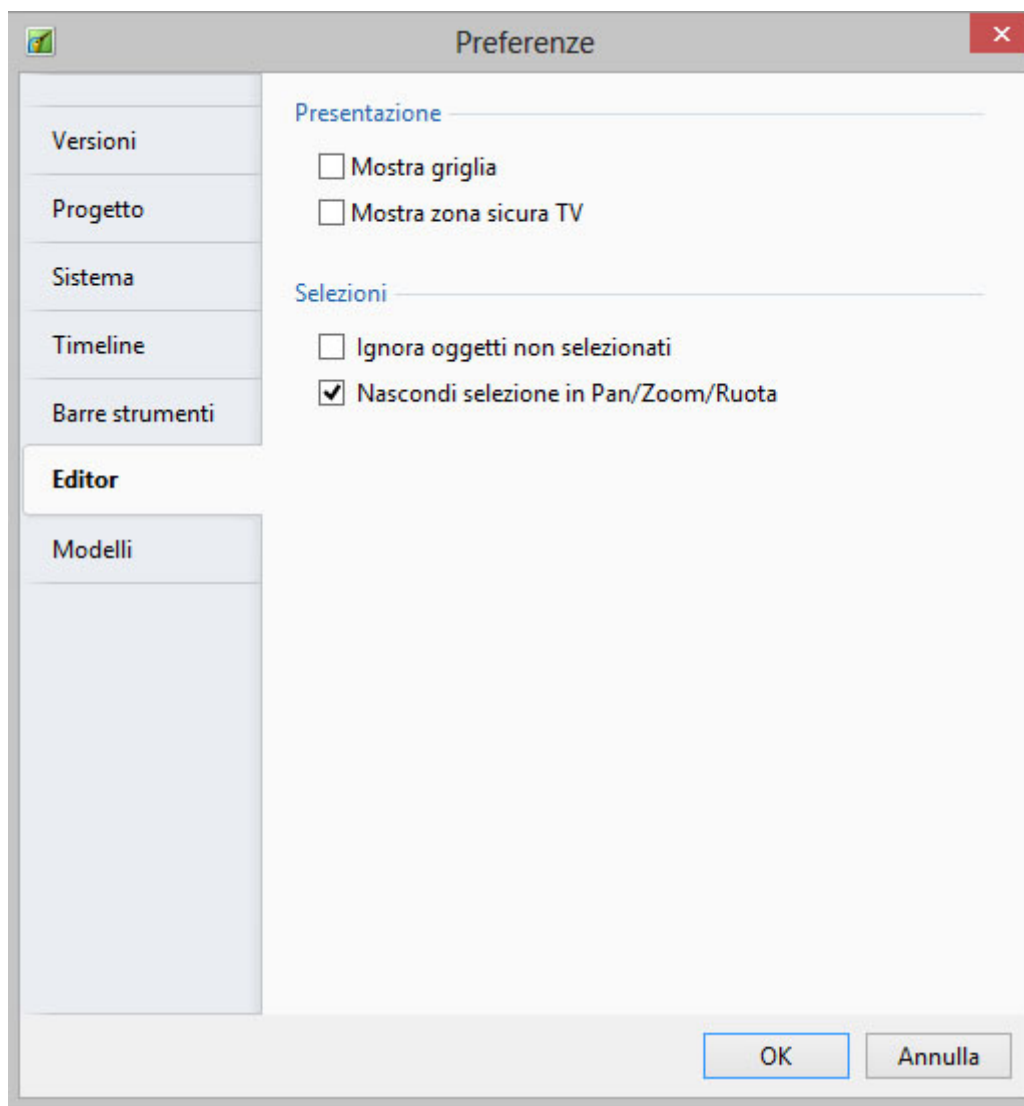 Preferenze
Versioni
Progetto
Sistema
Timeline
Barre strumenti
Editor
Modelli
Presentazione
Mostra griglia
Mostra zona sicura TV
Selezioni
Ignora oggetti non selezionati
Nascondi selezione in Pan/Zoom/Ruota
OK
Annulla